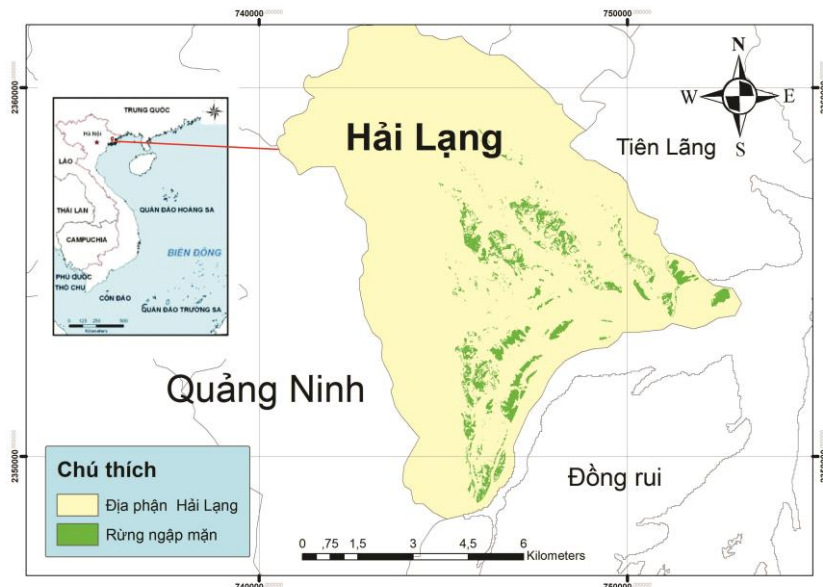 740000
750000
2360000
N
W
E
S
Hải Lạng
Tiên Lãng
TRUNG QUỐC
Hà Nội
LÀO
THÁI LAN
QUẦN ĐẢO HOÀNG SA
CAMPUCHIA
BIỂN ĐÔNG
PHÚ QUỐC
THỔ CHU
CÔN ĐẢO
QUẦN ĐẢO TRƯỜNG SA
Kilometers
Quảng Ninh
2350000
Chú thích
Địa phận Hải Lạng
Rừng ngập mặn
Đồng rui
0 ,75 1,5 3 4,5 6
Kilometers
740000
750000